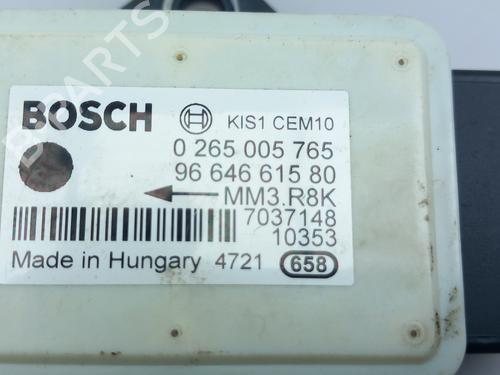 BOSCH KIS1 CEM10
0 265 005 765
96 646 615 80
MM3.R8K
7037148
10353
Made in Hungary 4721 658
B-PARTS